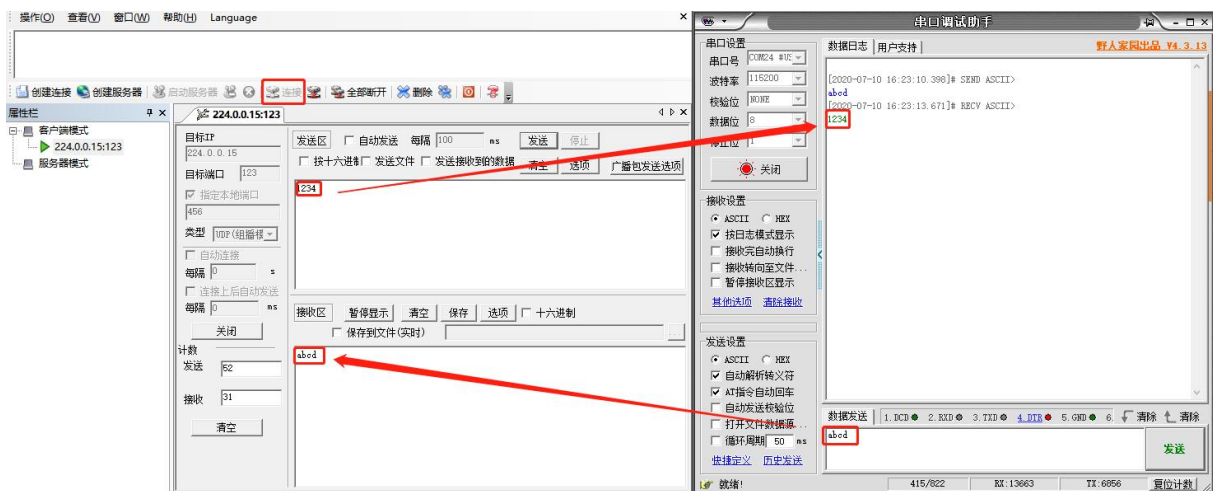 操作(O) 查看(V) 窗口(W) 帮助(H) Language
创建连接 创建服务器 启动服务器 连接 全部断开 删除
属性栏
客户端模式
224.0.0.15:123
服务器模式
224.0.0.15:123
目标IP
224.0.0.15
目标端口 123
指定本地端口
456
类型 UDP(组播模
自动连接
每隔 0 s
连接上后自动发送
每隔 0 ms
关闭
计数
发送 52
接收 31
清空
发送区 自动发送 每隔 100 ms 发送 停止
按十六进制 发送文件 发送接收到的数据 清空 选项 广播包发送选项
1234
接收区 暂停显示 清空 保存 选项 十六进制
保存到文件(实时) ...
abcd
串口调试助手
串口设置
串口号 COM24 #US
波特率 115200
校验位 NONE
数据位 8
停止位 1
关闭
接收设置
ASCII HEX
按日志模式显示
接收完自动换行
接收转向至文件...
暂停接收区显示
其他选项 清除接收
发送设置
ASCII HEX
自动解析转义符
AT指令自动回车
自动发送校验位
打开文件数据源...
循环周期 50 ms
快捷定义 历史发送
数据日志 用户支持 野人家园出品 V4.3.13
[2020-07-10 16:23:10.398]# SEND ASCII>
abcd
[2020-07-10 16:23:13.671]# RECV ASCII>
1234
数据发送 1.DCD 2.RXD 3.TXD 4.DTR 5.GND 6. 清除 清除
abcd
发送
就绪! 415/822 RX:13663 TX:6856 复位计数